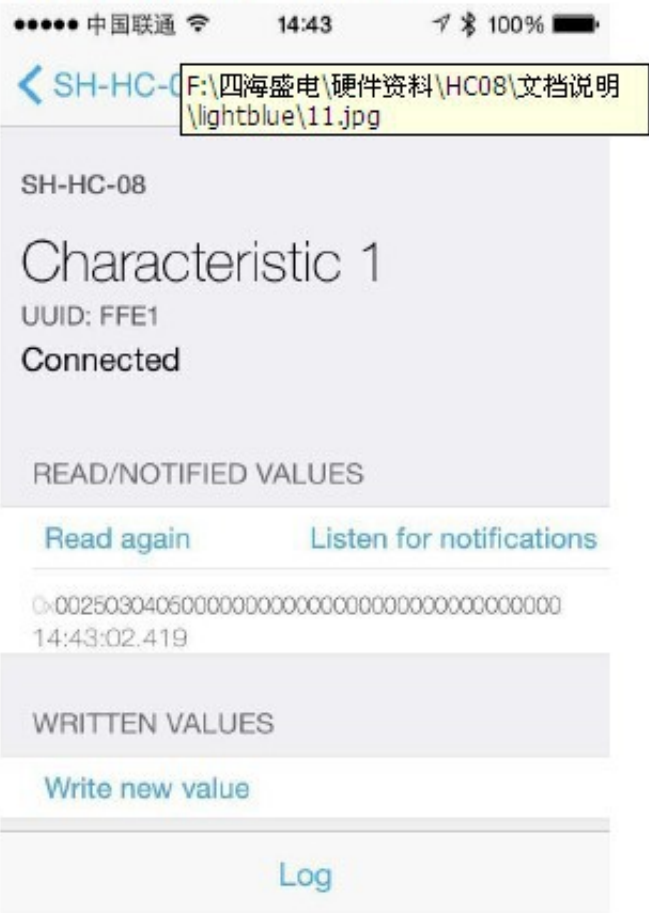 中国联通 14:43 100%
SH-HC-0
F:\四海盛电\硬件资料\HC08\文档说明
\lightblue\11.jpg
SH-HC-08
Characteristic 1
UUID: FFE1
Connected
READ/NOTIFIED VALUES
Read again Listen for notifications
14:43:02.419
WRITTEN VALUES
Write new value
Log